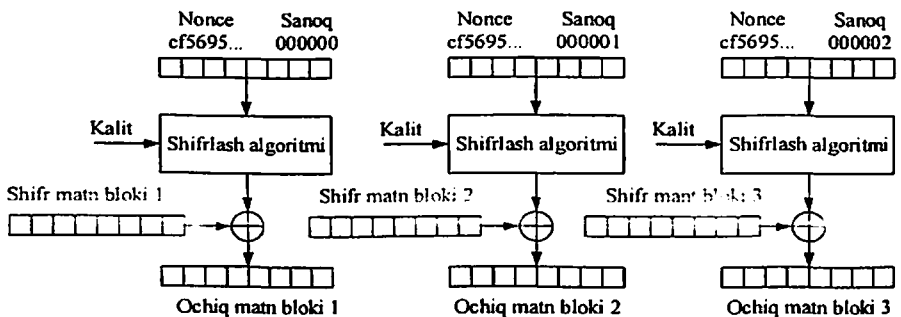 Nonce Sanoq Nonce Sanoq Nonce Sanoq
cf5695... 000000 cf5695... 000001 cf5695... 000002
Kalit Shifrlash algoritmi Kalit Shifrlash algoritmi Kalit Shifrlash algoritmi
Shifr matn bloki 1 Shifr matn bloki 2 Shifr mant bloki 3
Ochiq matn bloki 1 Ochiq matn bloki 2 Ochiq matn bloki 3